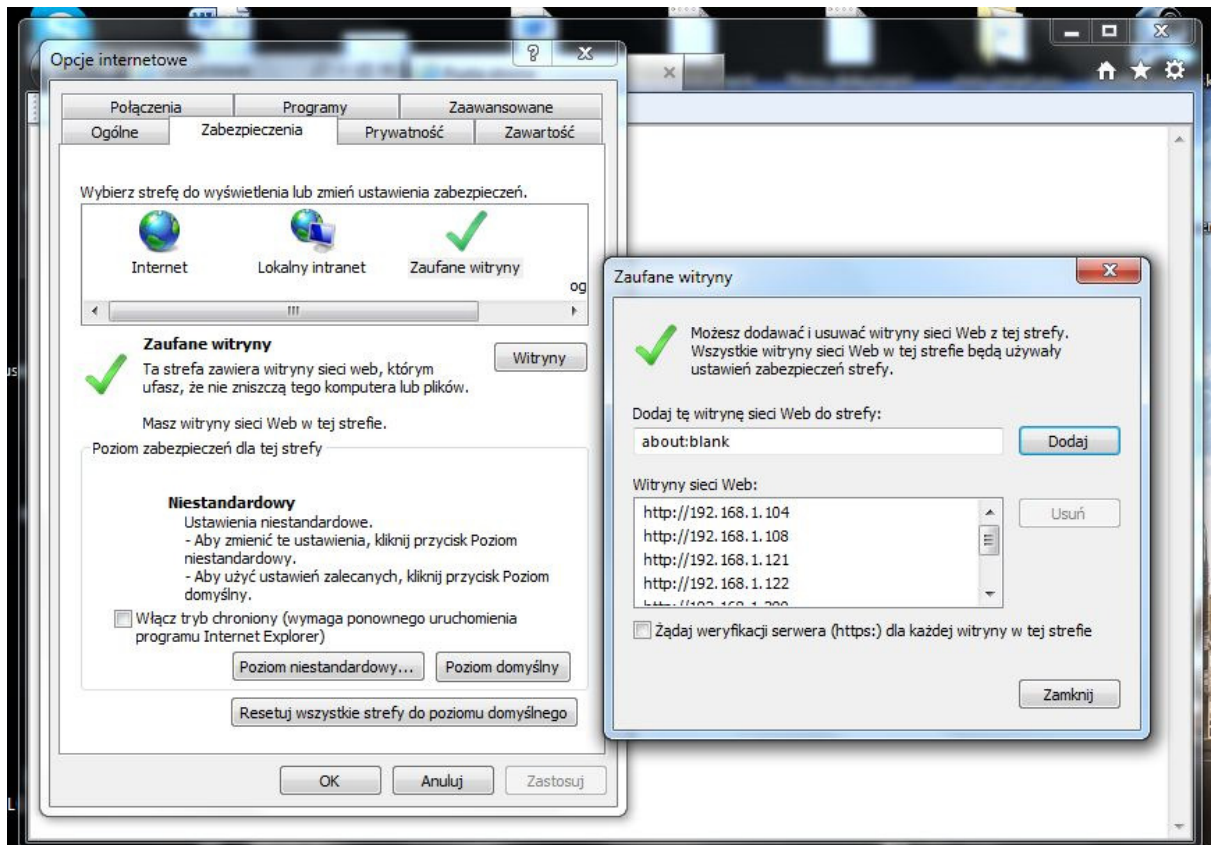 Opcje internetowe
Połączenia
Programy
Zaawansowane
Ogólne
Zabezpieczenia
Prywatność
Zawartość
Wybierz strefę do wyświetlenia lub zmień ustawienia zabezpieczeń.
Internet
Lokalny intranet
Zaufane witryny
og
Zaufane witryny
Ta strefa zawiera witryny sieci web, którym
ufasz, że nie zniszczą tego komputera lub plików.
Witryny
Masz witryny sieci Web w tej strefie.
Poziom zabezpieczeń dla tej strefy
Niestandardowy
Ustawienia niestandardowe.
- Aby zmienić te ustawienia, kliknij przycisk Poziom
niestandardowy.
- Aby użyć ustawień zalecanych, kliknij przycisk Poziom
domyślny.
Włącz tryb chroniony (wymaga ponownego uruchomienia
programu Internet Explorer)
Poziom niestandardowy...
Poziom domyślny
Resetuj wszystkie strefy do poziomu domyślnego
OK
Anuluj
Zastosuj
Zaufane witryny
Możesz dodawać i usuwać witryny sieci Web z tej strefy.
Wszystkie witryny sieci Web w tej strefie będą używały
ustawień zabezpieczeń strefy.
Dodaj tę witrynę sieci Web do strefy:
about:blank
Dodaj
Witryny sieci Web:
http://192.168.1.104
http://192.168.1.108
http://192.168.1.121
http://192.168.1.122
Usuń
Żądaj weryfikacji serwera (https:) dla każdej witryny w tej strefie
Zamknij